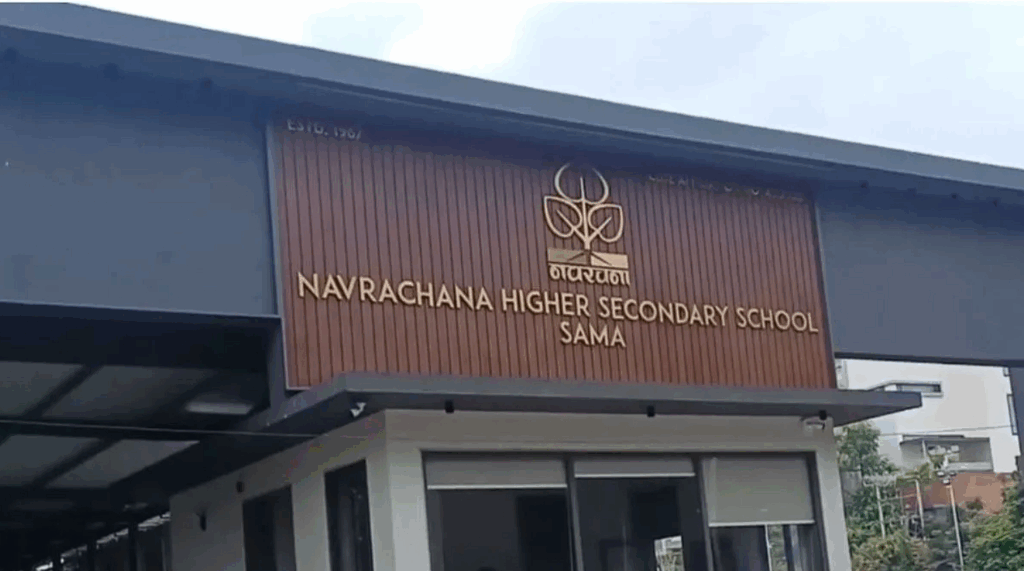 ESTD. 1967
नवरचना
NAVRACHANA HIGHER SECONDARY SCHOOL
SAMA